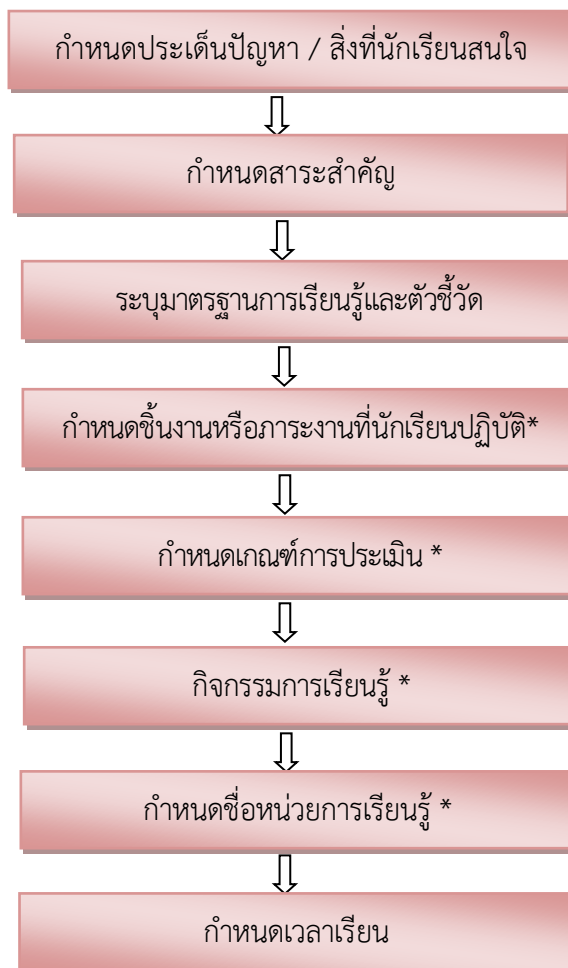 กำหนดประเด็นปัญหา / สิ่งที่นักเรียนสนใจ
กำหนดสาระสำคัญ
ระบุมาตรฐานการเรียนรู้และตัวชี้วัด
กำหนดชิ้นงานหรือภาระงานที่นักเรียนปฏิบัติ*
กำหนดเกณฑ์การประเมิน *
กิจกรรมการเรียนรู้ *
กำหนดชื่อหน่วยการเรียนรู้ *
กำหนดเวลาเรียน